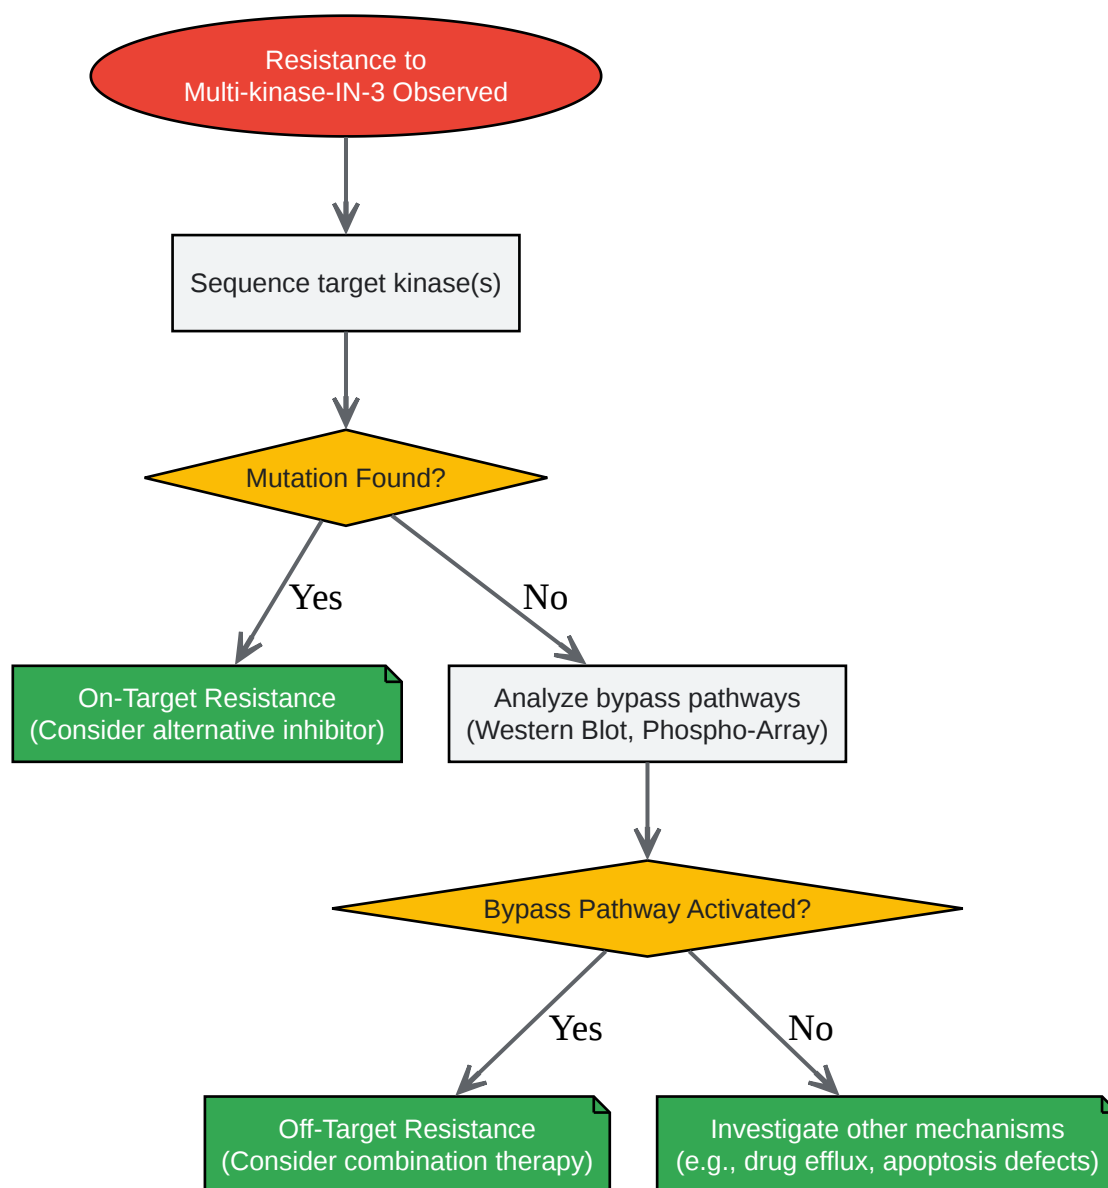 Resistance to
Multi-kinase-IN-3 Observed
Sequence target kinase(s)
Mutation Found?
Yes
No
On-Target Resistance
(Consider alternative inhibitor)
Analyze bypass pathways
(Western Blot, Phospho-Array)
Bypass Pathway Activated?
Yes
No
Off-Target Resistance
(Consider combination therapy)
Investigate other mechanisms
(e.g., drug efflux, apoptosis defects)